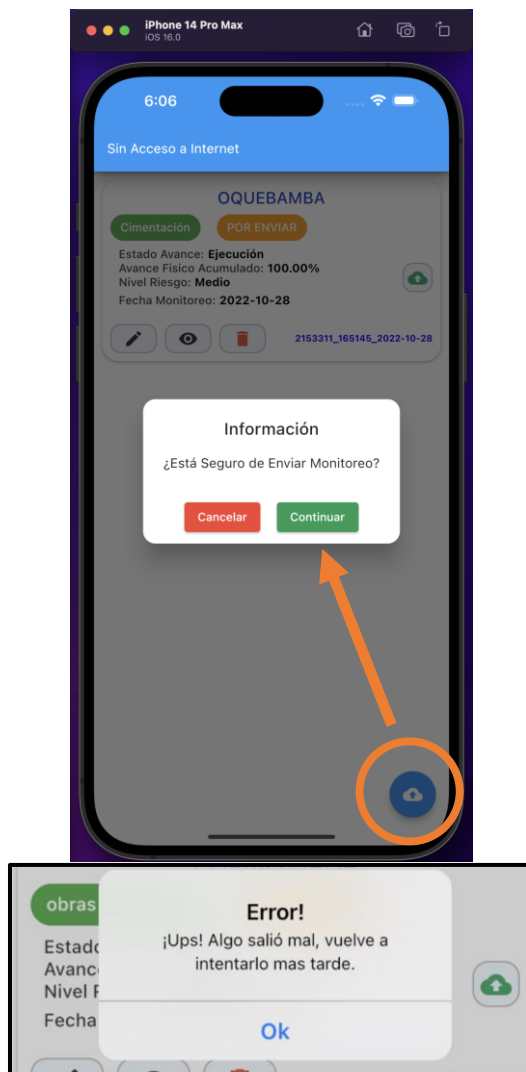 iPhone 14 Pro Max
iOS 16.0
6:06
Sin Acceso a Internet
OQUEBAMBA
Cimentación
POR ENVIAR
Estado Avance: Ejecución
Avance Fisico Acumulado: 100.00%
Nivel Riesgo: Medio
Fecha Monitoreo: 2022-10-28
2153311_165145_2022-10-28
Información
¿Está Seguro de Enviar Monitoreo?
Cancelar
Continuar
obras
Error!
¡Ups! Algo salió mal, vuelve a
intentarlo mas tarde.
Estad
Avanc
Nivel
Fecha
Ok